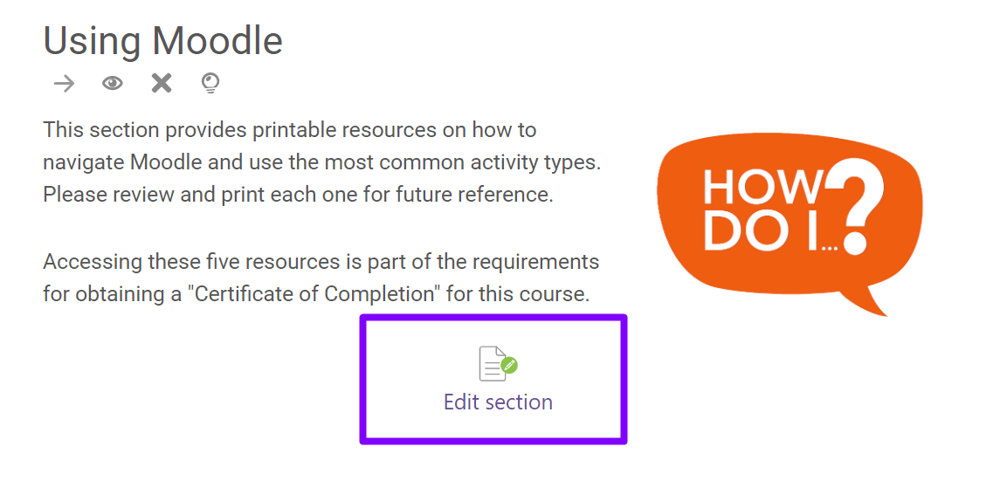 Using Moodle
This section provides printable resources on how to
navigate Moodle and use the most common activity types.
Please review and print each one for future reference.
Accessing these five resources is part of the requirements
for obtaining a "Certificate of Completion" for this course.
HOW
DO I...?
Edit section